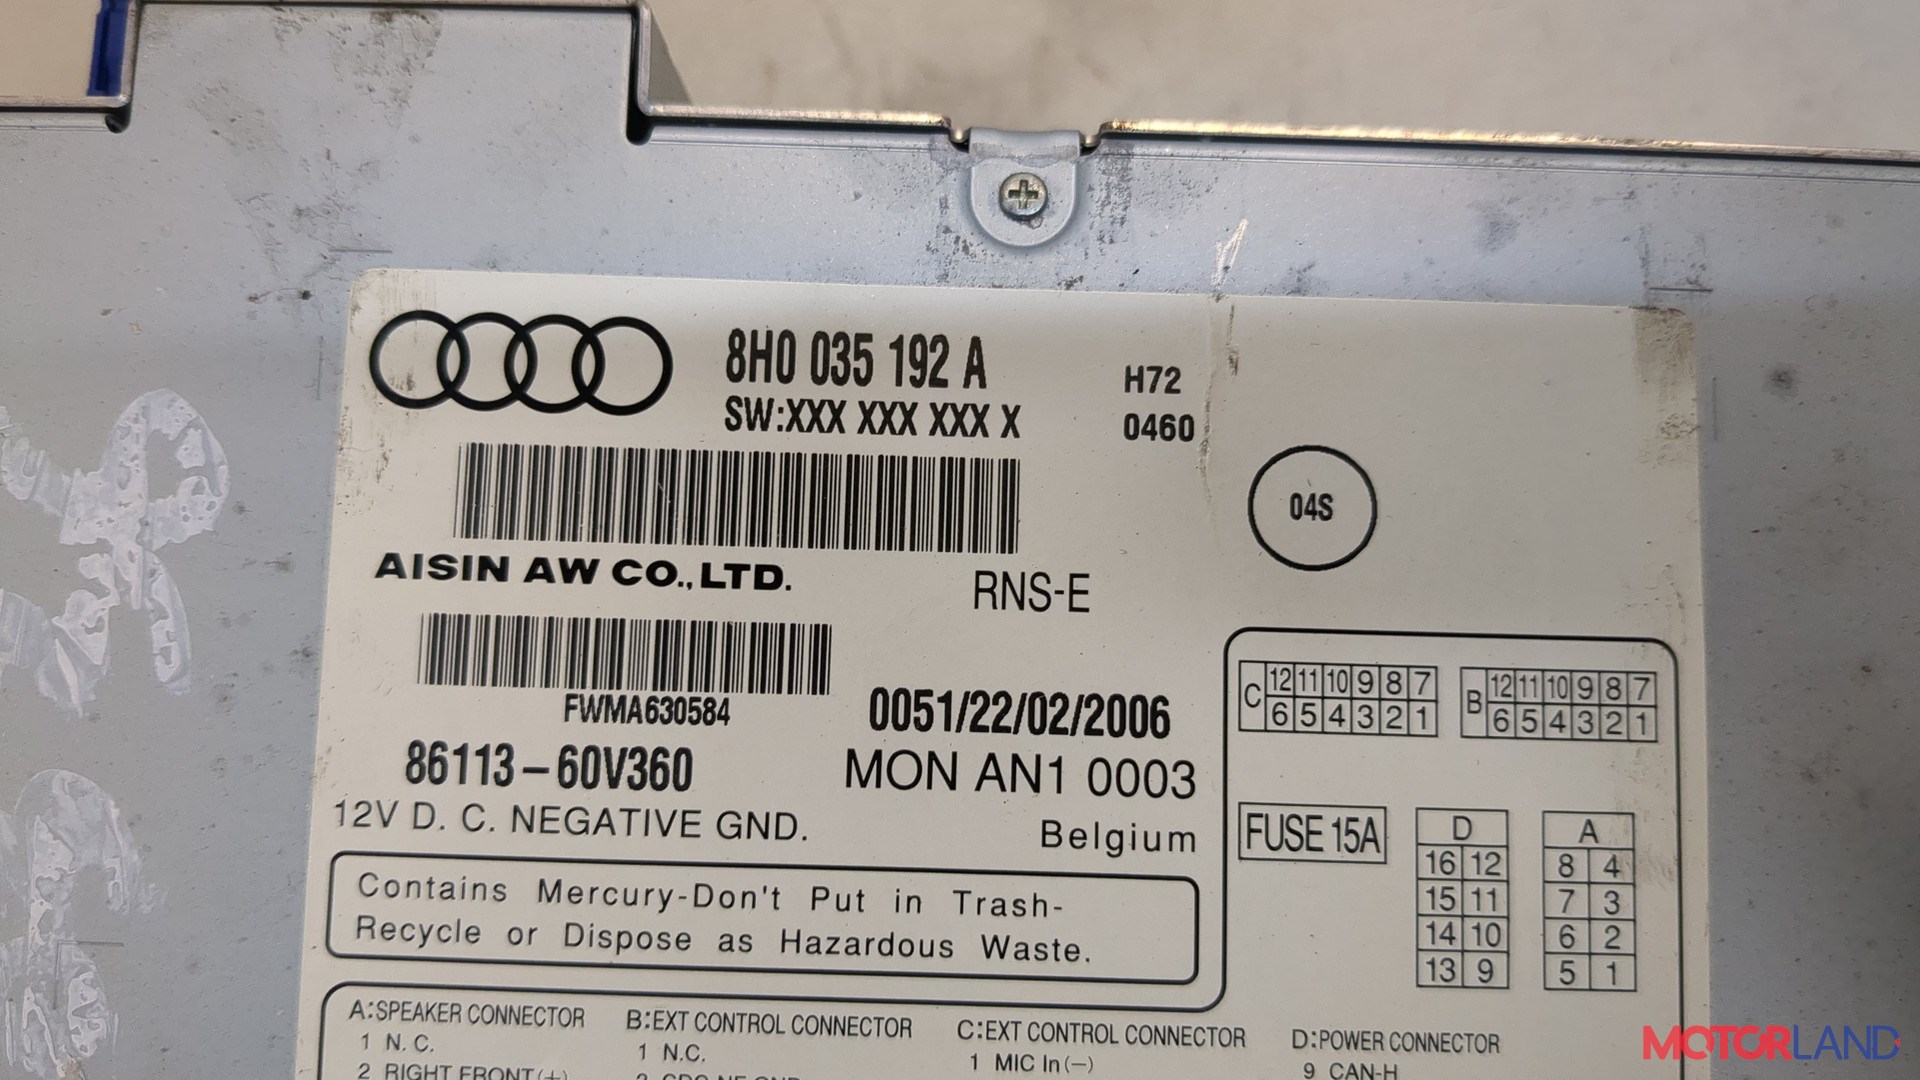 8H0 035 192 A
SW:XXX XXX XXX X
H72
0460
04S
AISIN AW CO., LTD.
RNS-E
FWMA630584
0051/22/02/2006
86113-60V360
MON AN1 0003
12V D. C. NEGATIVE GND.
Belgium
Contains Mercury-Don't Put in Trash-
Recycle or Dispose as Hazardous Waste.
C 12 11 10 9 8 7
6 5 4 3 2 1
B 12 11 10 9 8 7
6 5 4 3 2 1
FUSE 15A
D
16 12
15 11
14 10
13 9
A
8 4
7 3
6 2
5 1
A:SPEAKER CONNECTOR
1 N. C.
2 RIGHT FRONT(+)
B:EXT CONTROL CONNECTOR
1 N.C.
C:EXT CONTROL CONNECTOR
1 MIC In(-)
D:POWER CONNECTOR
9 CAN-H
MOTORLAND